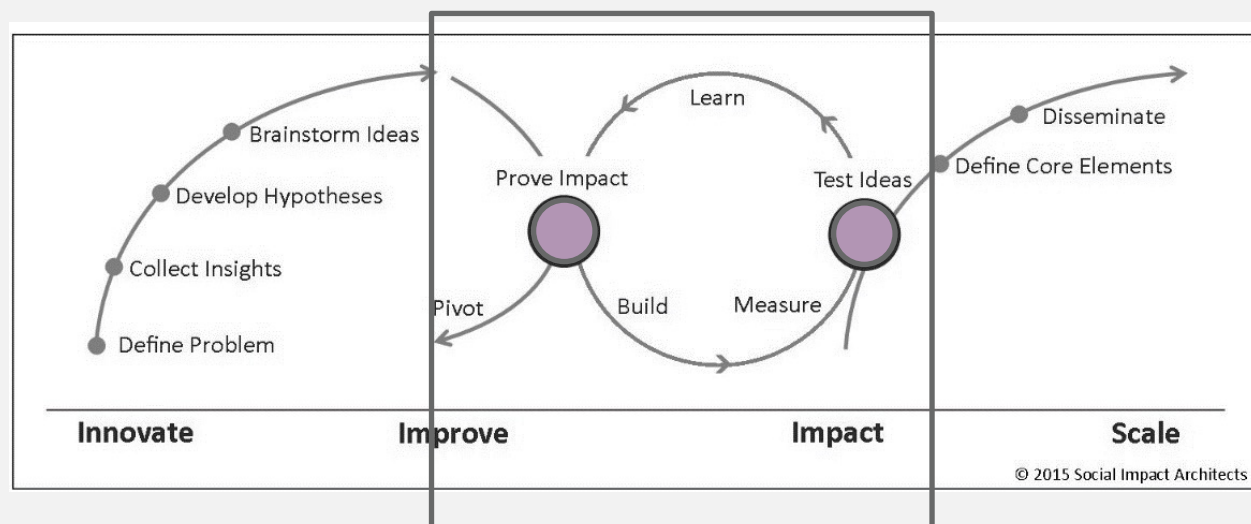 Learn
Brainstorm Ideas
Disseminate
Define Core Elements
Prove Impact
Test Ideas
Develop Hypotheses
Collect Insights
Pivot
Build
Measure
Define Problem
Innovate
Improve
Impact
Scale
© 2015 Social Impact Architects